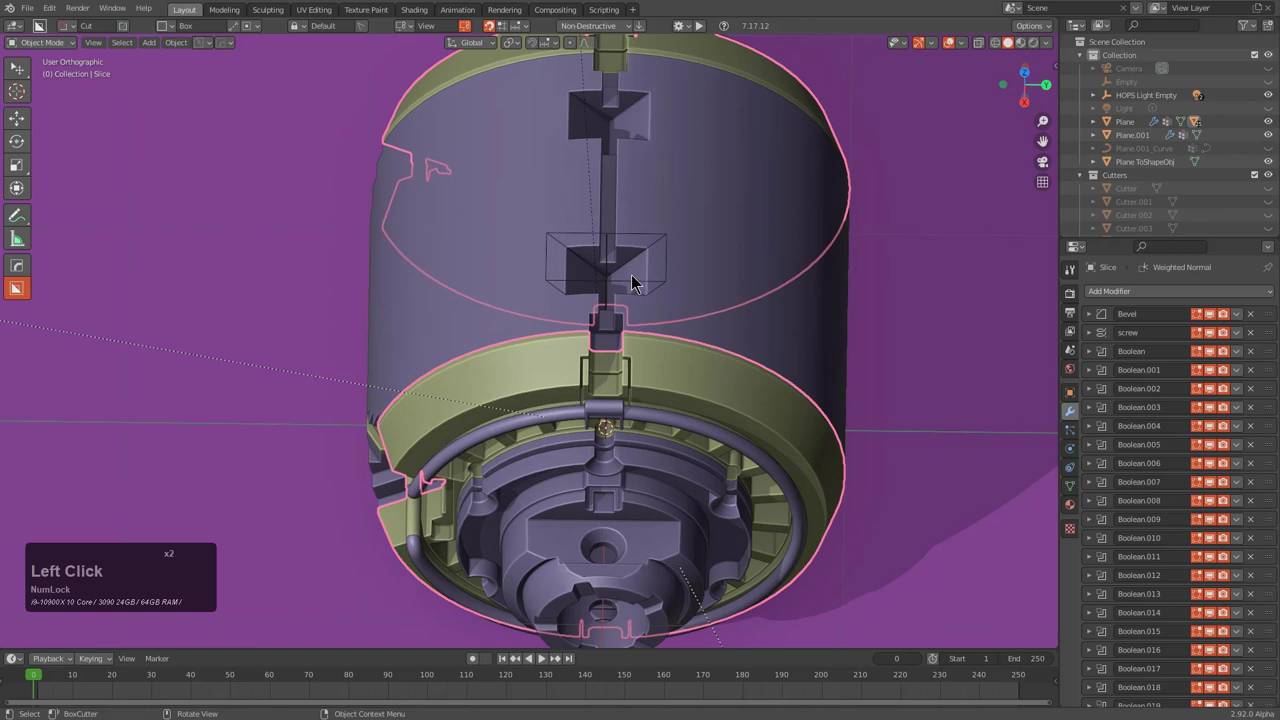 File Edit Render Window Help Layout Modeling Sculpting UV Editing Texture Paint Shading Animation Rendering Compositing Scripting + Scene View Layer
Cut Box Default View Non-Destructive 7.17.12 Options
Object Mode View Select Add Object Global
User Orthographic
(0) Collection | Slice
Left Click x2
NumLock
i9-10900X 10 Core / 3090 24GB / 64GB RAM /
X
Y
Z
Scene Collection
Collection
Camera
Empty
HOPS Light Empty
Light
Plane
Plane.001
Plane.001_Curve
Plane ToShapeObj
Cutters
Cutter
Cutter.001
Cutter.002
Cutter.003
Slice Weighted Normal
Add Modifier
Bevel
screw
Boolean
Boolean.001
Boolean.002
Boolean.003
Boolean.004
Boolean.005
Boolean.006
Boolean.007
Boolean.008
Boolean.009
Boolean.010
Boolean.011
Boolean.012
Boolean.013
Boolean.014
Boolean.015
Boolean.016
Boolean.017
Boolean.018
Playback Keying View Marker 0 Start 1 End 250
0 10 20 30 40 50 60 70 80 90 100 110 120 130 140 150 160 170 180 190 200 210 220 230 240 250
Select BoxCutter Rotate View Object Context Menu 2.92.0 Alpha